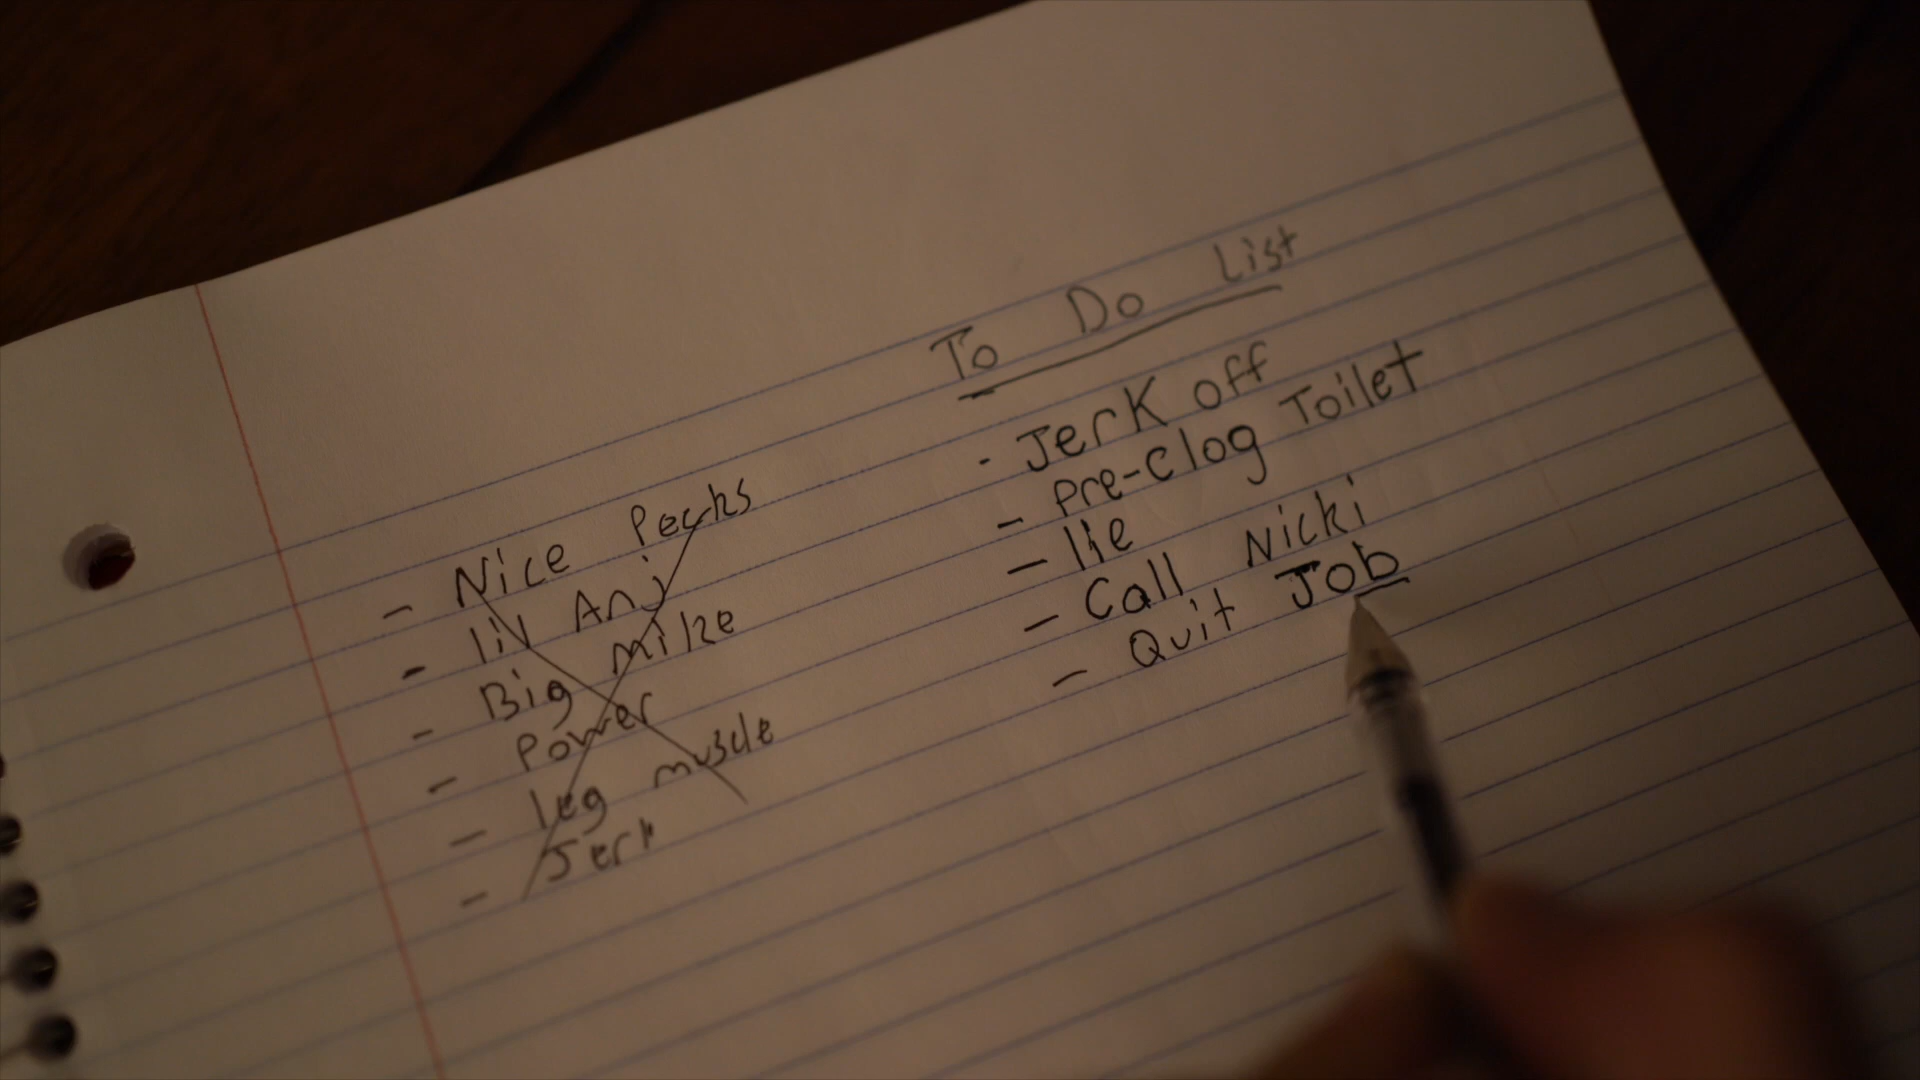 To Do List
- Jerk off
- Pre-Clog Toilet
- lie
- Call Nicki
- Quit Job
- Nice Pecks
- lil Anj
- Big Mike
- Power
- leg muscle
- Jerk